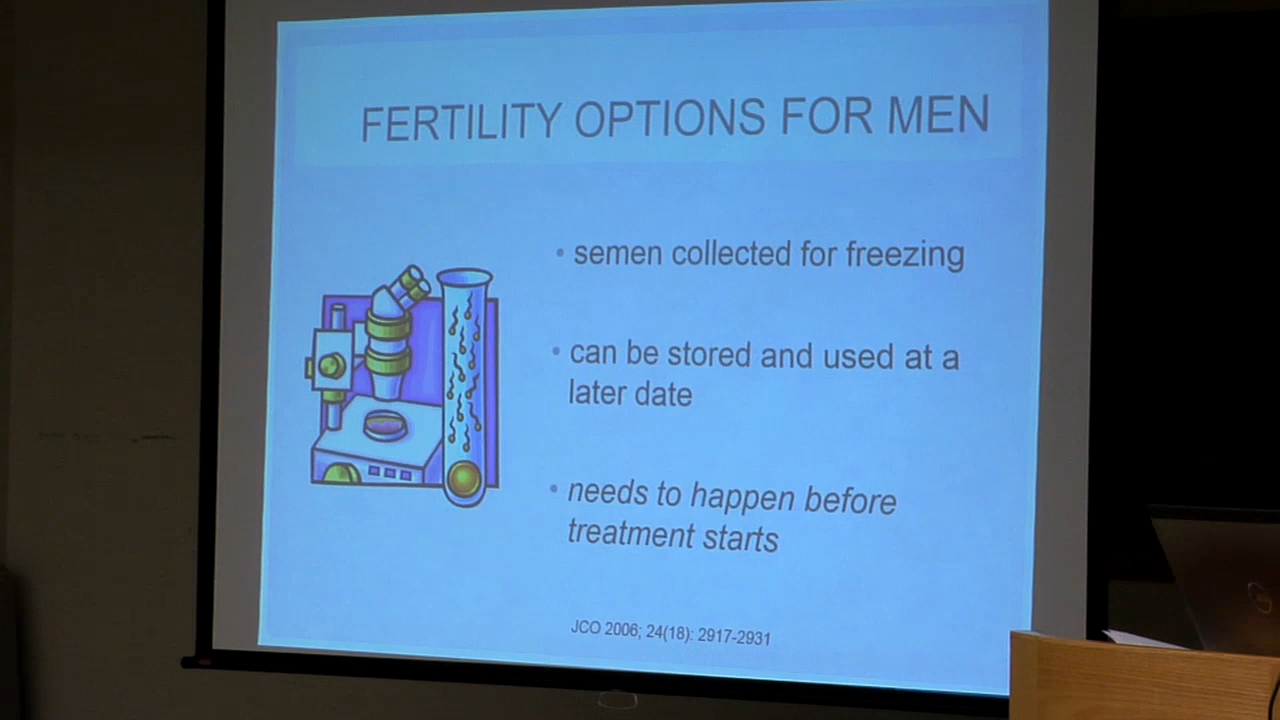 FERTILITY OPTIONS FOR MEN
• semen collected for freezing
• can be stored and used at a
later date
• needs to happen before
treatment starts
JCO 2006; 24(18): 2917-2931